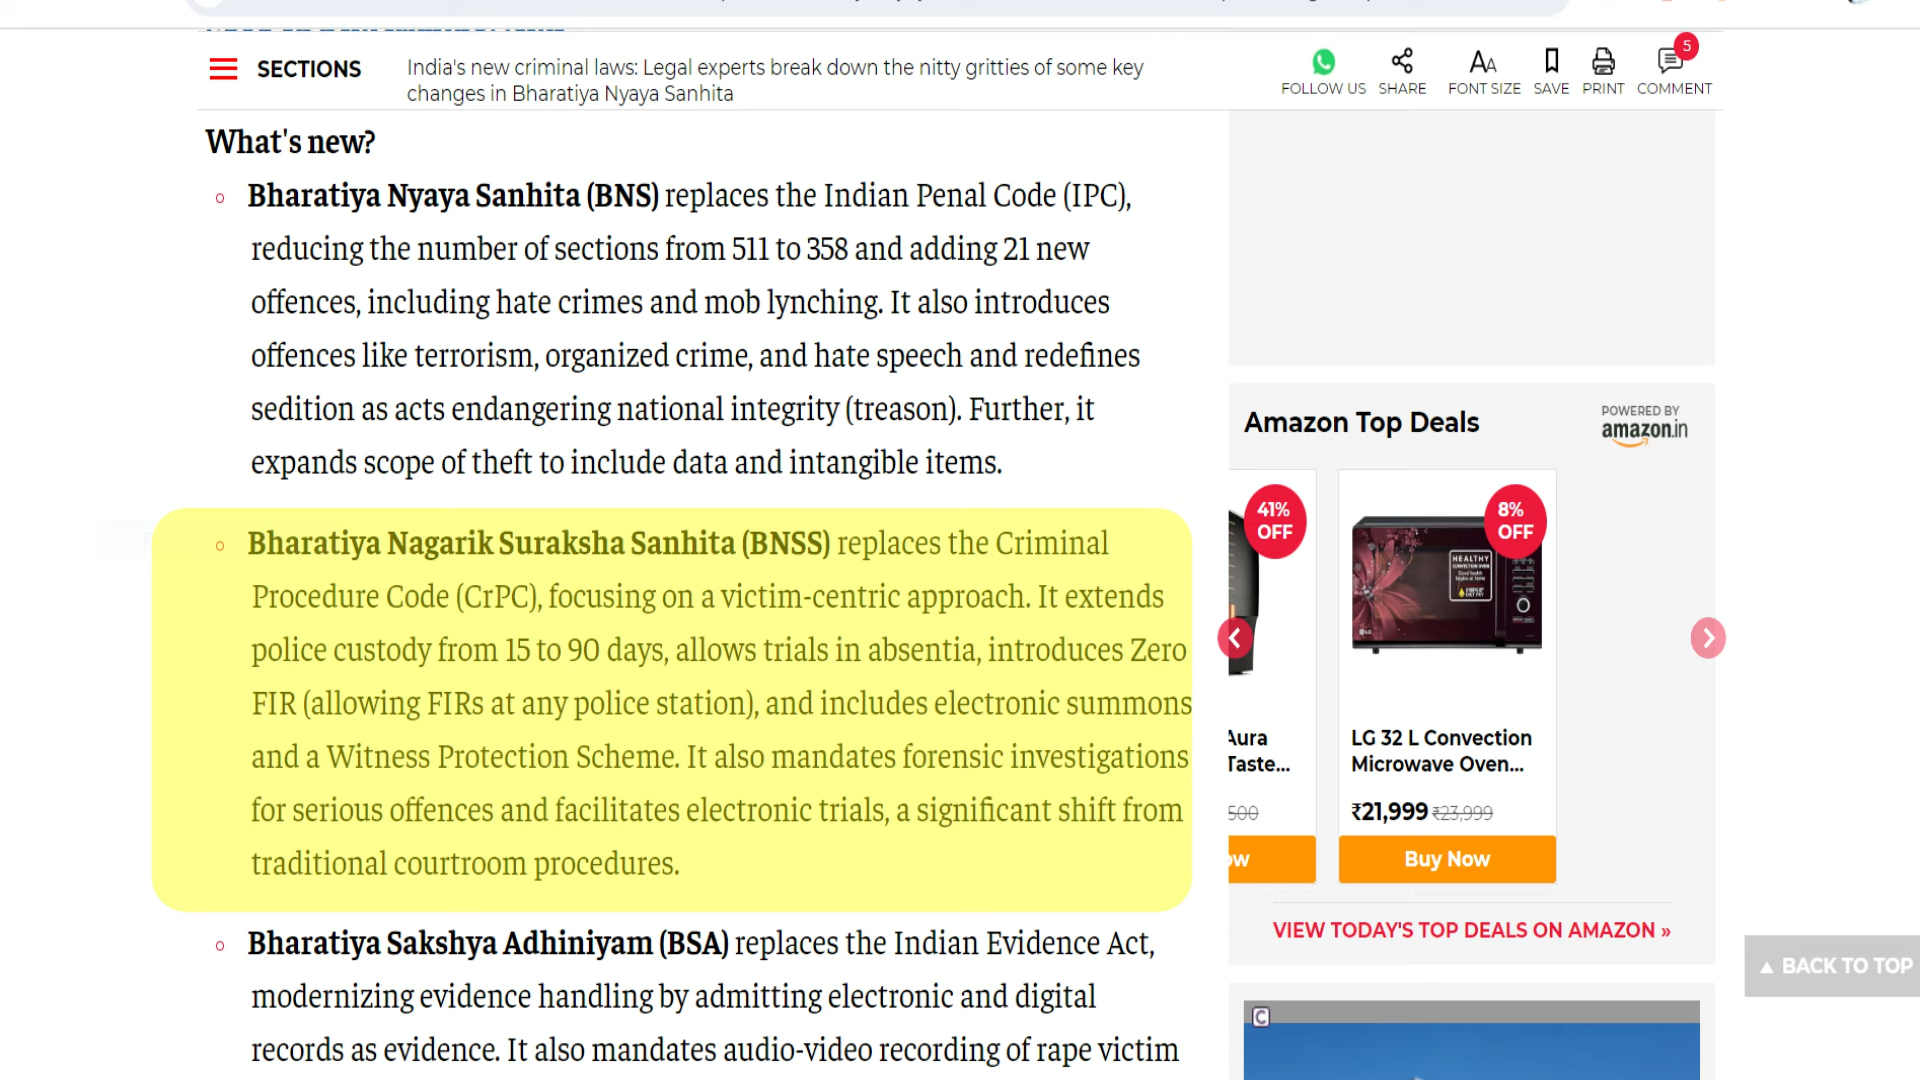 SECTIONS
India's new criminal laws: Legal experts break down the nitty gritties of some key
changes in Bharatiya Nyaya Sanhita
FOLLOW US
SHARE
FONT SIZE
SAVE
PRINT
5
COMMENT
What's new?
Bharatiya Nyaya Sanhita (BNS) replaces the Indian Penal Code (IPC),
reducing the number of sections from 511 to 358 and adding 21 new
offences, including hate crimes and mob lynching. It also introduces
offences like terrorism, organized crime, and hate speech and redefines
sedition as acts endangering national integrity (treason). Further, it
expands scope of theft to include data and intangible items.
Bharatiya Nagarik Suraksha Sanhita (BNSS) replaces the Criminal
Procedure Code (CrPC), focusing on a victim-centric approach. It extends
police custody from 15 to 90 days, allows trials in absentia, introduces Zero
FIR (allowing FIRs at any police station), and includes electronic summons
and a Witness Protection Scheme. It also mandates forensic investigations
for serious offences and facilitates electronic trials, a significant shift from
traditional courtroom procedures.
Bharatiya Sakshya Adhiniyam (BSA) replaces the Indian Evidence Act,
modernizing evidence handling by admitting electronic and digital
records as evidence. It also mandates audio-video recording of rape victim
Amazon Top Deals
POWERED BY
amazon.in
41%
OFF
8%
OFF
HEALTHY
Aura
Taste...
500
ow
LG 32 L Convection
Microwave Oven...
₹21,999 ₹23,999
Buy Now
VIEW TODAY'S TOP DEALS ON AMAZON »
▲ BACK TO TOP
C